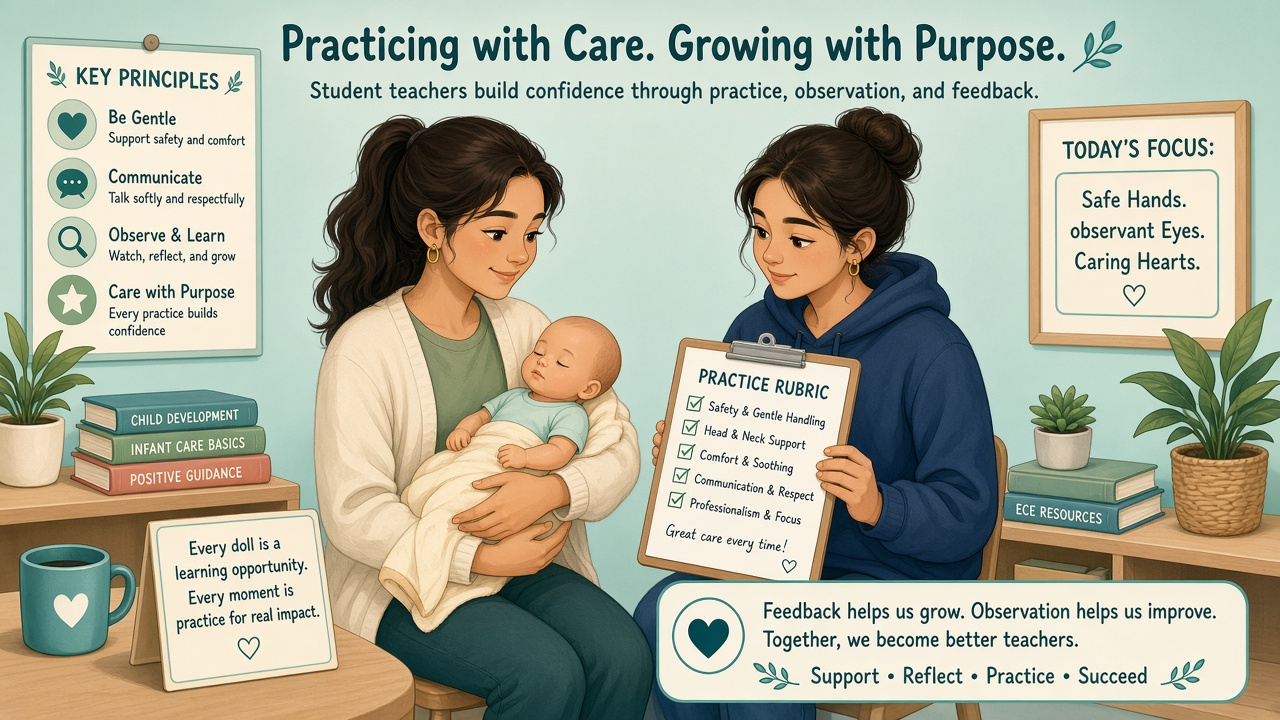 Practicing with Care. Growing with Purpose.
Student teachers build confidence through practice, observation, and feedback.
KEY PRINCIPLES
Be Gentle
Support safety and comfort
Communicate
Talk softly and respectfully
Observe & Learn
Watch, reflect, and grow
Care with Purpose
Every practice builds
confidence
TODAY'S FOCUS:
Safe Hands.
observant Eyes.
Caring Hearts.
PRACTICE RUBRIC
Safety & Gentle Handling
Head & Neck Support
Comfort & Soothing
Communication & Respect
Professionalism & Focus
Great care every time!
CHILD DEVELOPMENT
INFANT CARE BASICS
POSITIVE GUIDANCE
ECE RESOURCES
Every doll is a
learning opportunity.
Every moment is
practice for real impact.
Feedback helps us grow. Observation helps us improve.
Together, we become better teachers.
Support • Reflect • Practice • Succeed